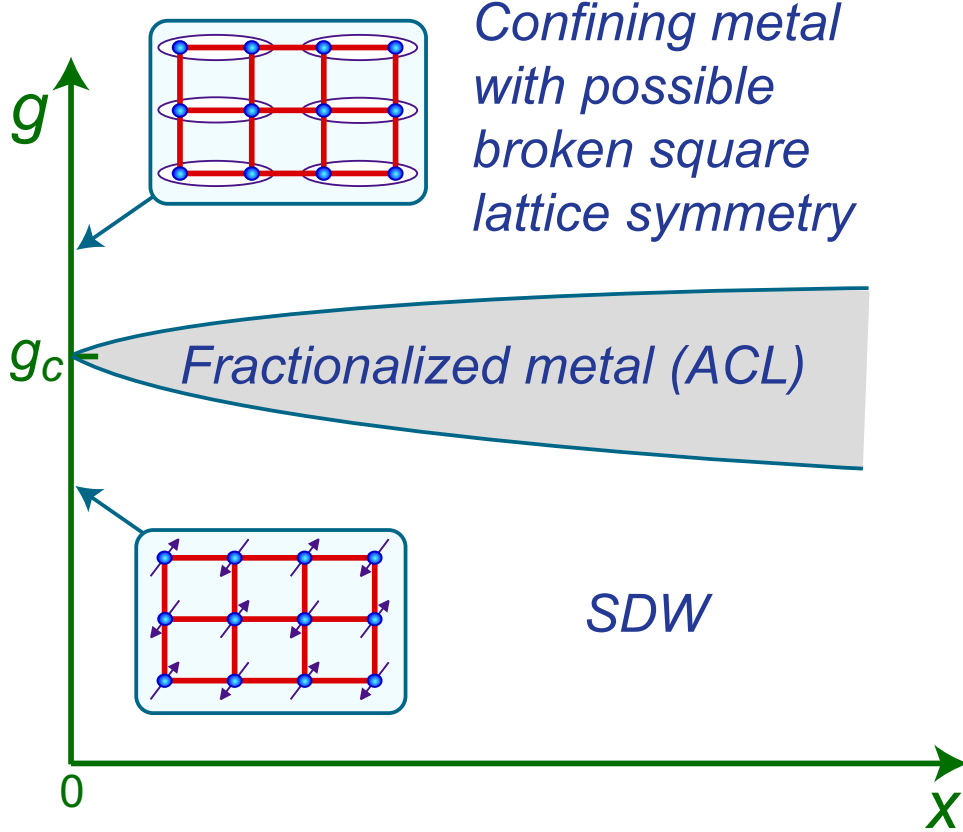 Confining metal
with possible
broken square
lattice symmetry
g
g_c
Fractionalized metal (ACL)
SDW
0
x